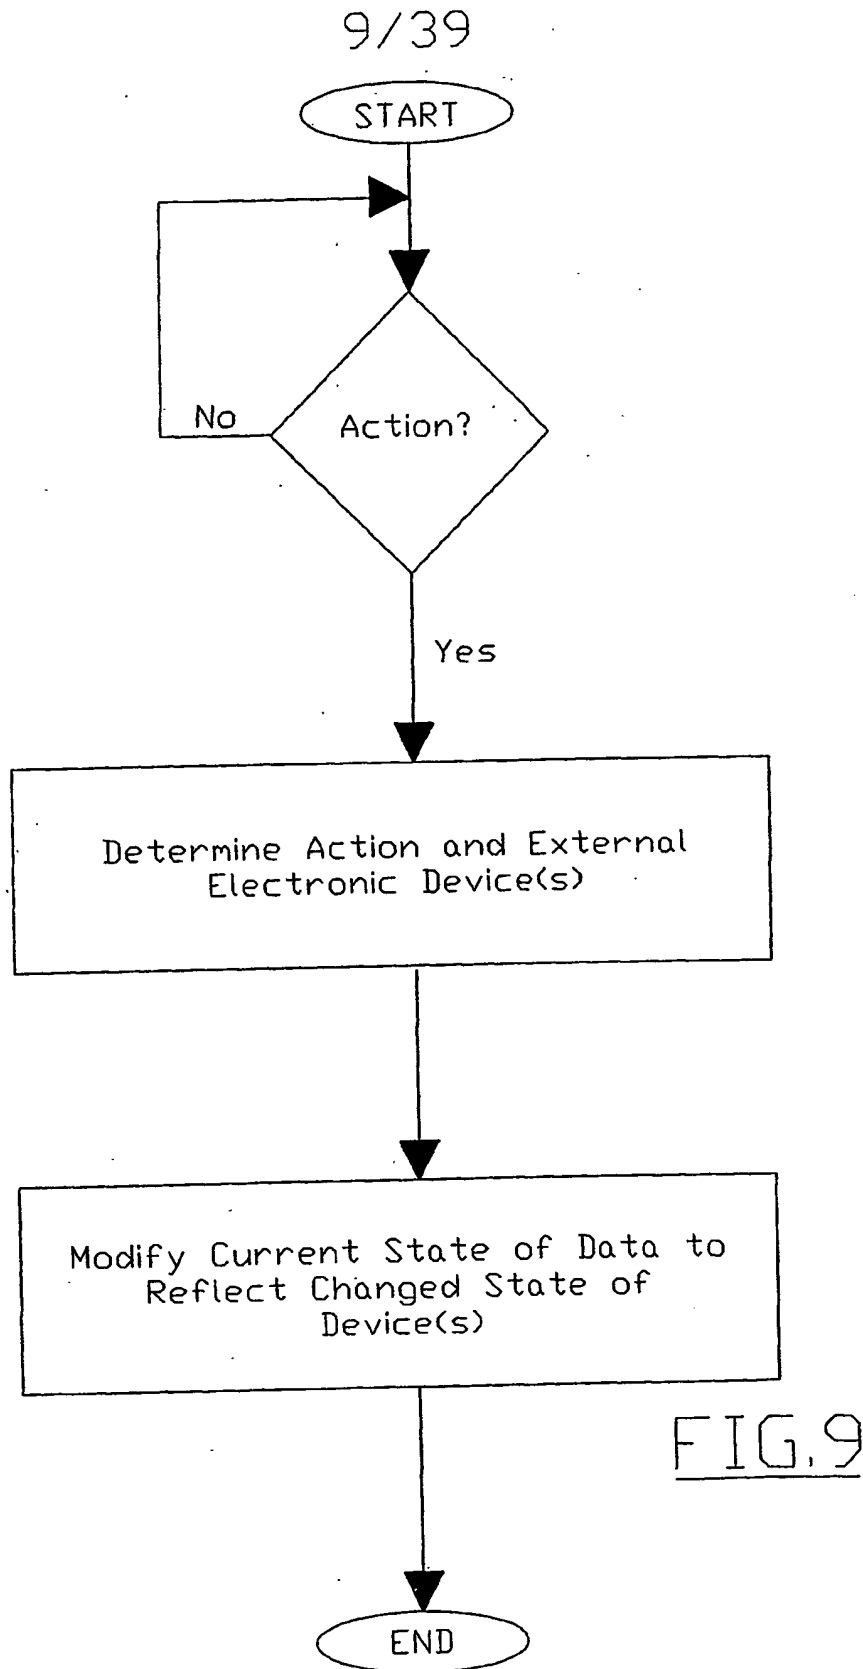 9/39
START
No
Action?
Yes
Determine Action and External
Electronic Device(s)
Modify Current State of Data to
Reflect Changed State of
Device(s)
FIG.9
END